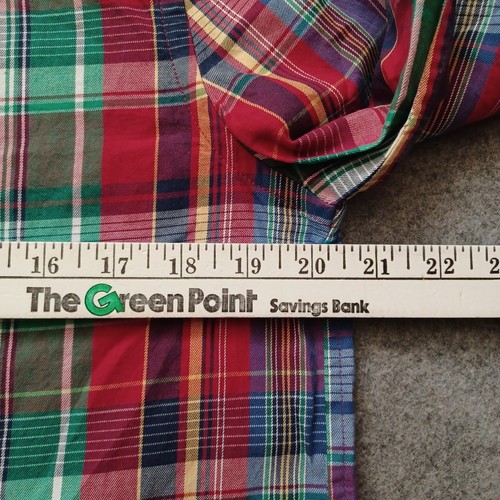 16 17 18 19 20 21 22
The Green Point Savings Bank